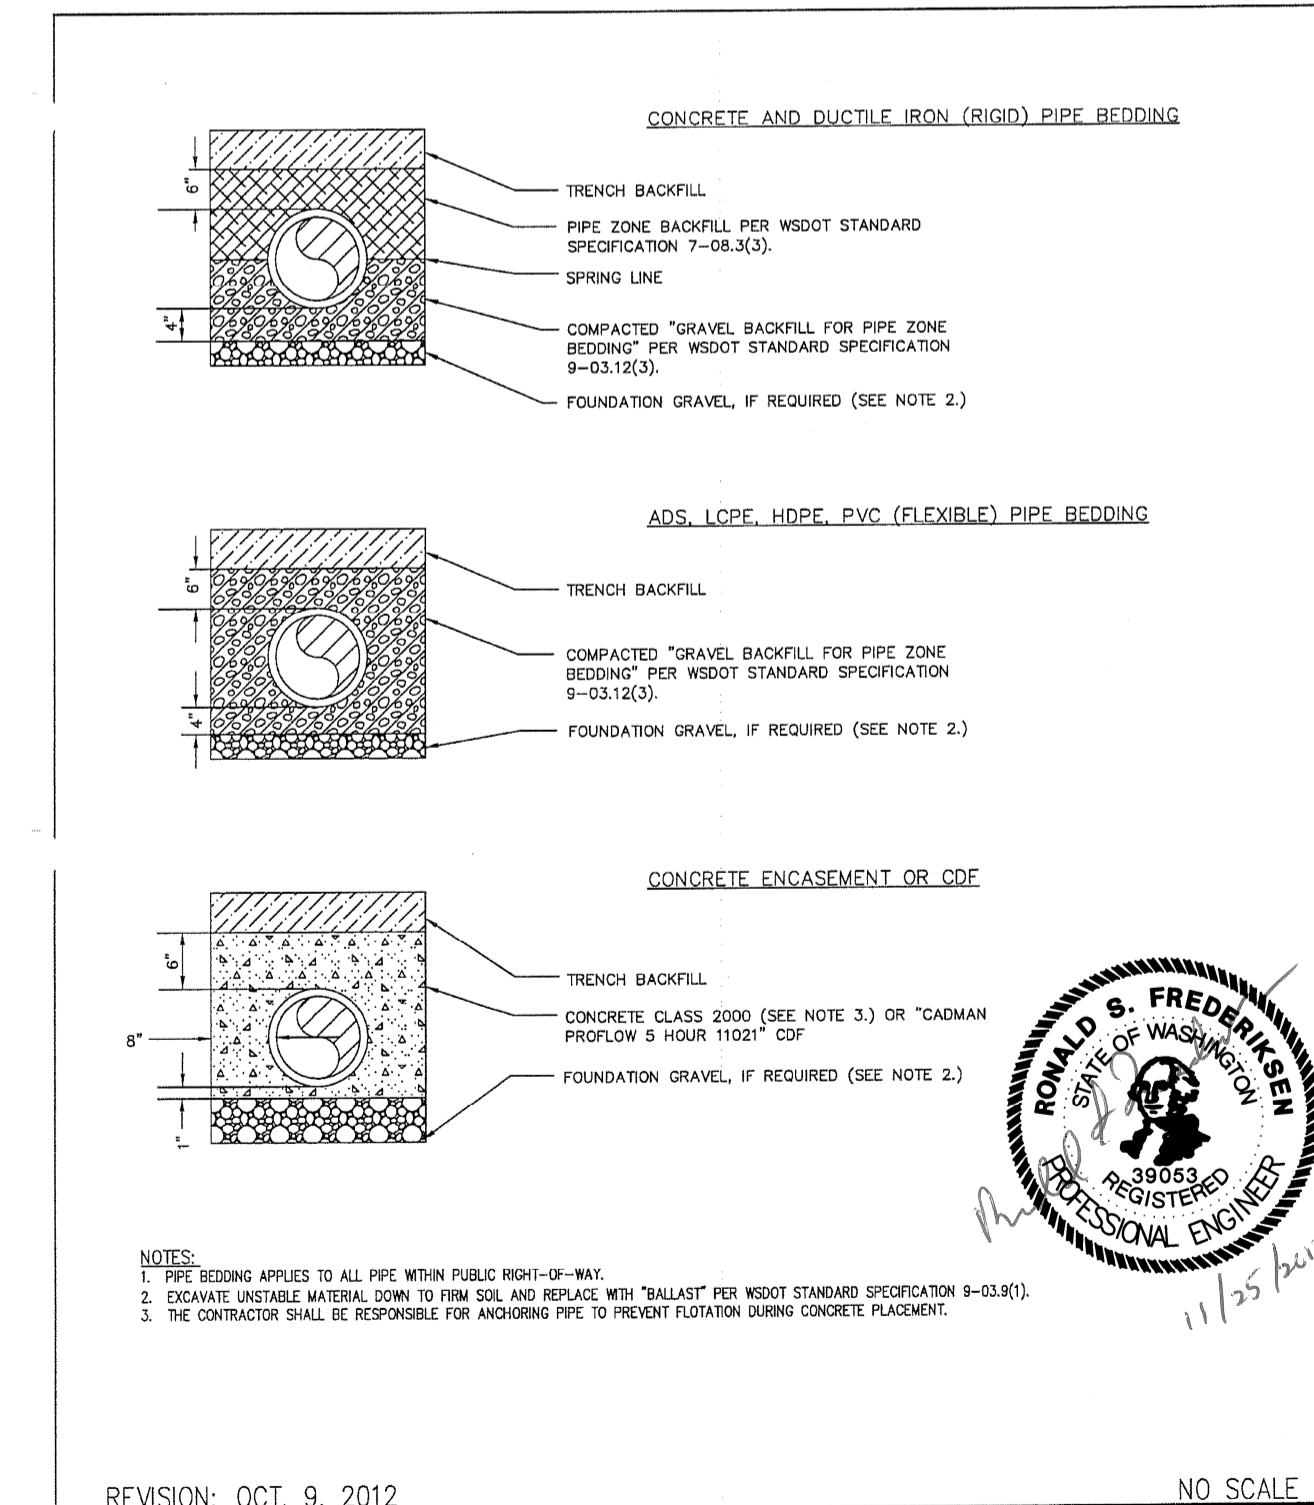 CONCRETE AND DUCTILE IRON (RIGID) PIPE BEDDING
6"
4"
TRENCH BACKFILL
PIPE ZONE BACKFILL PER WSDOT STANDARD
SPECIFICATION 7-08.3(3).
SPRING LINE
COMPACTED "GRAVEL BACKFILL FOR PIPE ZONE
BEDDING" PER WSDOT STANDARD SPECIFICATION
9-03.12(3).
FOUNDATION GRAVEL, IF REQUIRED (SEE NOTE 2.)
ADS, LCPE, HDPE, PVC (FLEXIBLE) PIPE BEDDING
6"
4"
TRENCH BACKFILL
COMPACTED "GRAVEL BACKFILL FOR PIPE ZONE
BEDDING" PER WSDOT STANDARD SPECIFICATION
9-03.12(3).
FOUNDATION GRAVEL, IF REQUIRED (SEE NOTE 2.)
CONCRETE ENCASEMENT OR CDF
6"
8"
1"
TRENCH BACKFILL
CONCRETE CLASS 2000 (SEE NOTE 3.) OR "CADMAN
PROFLOW 5 HOUR 11021" CDF
FOUNDATION GRAVEL, IF REQUIRED (SEE NOTE 2.)
RONALD S. FREDERIKSEN
STATE OF WASHINGTON
39053
REGISTERED
PROFESSIONAL ENGINEER
NOTES:
1. PIPE BEDDING APPLIES TO ALL PIPE WITHIN PUBLIC RIGHT-OF-WAY.
2. EXCAVATE UNSTABLE MATERIAL DOWN TO FIRM SOIL AND REPLACE WITH "BALLAST" PER WSDOT STANDARD SPECIFICATION 9-03.9(1).
3. THE CONTRACTOR SHALL BE RESPONSIBLE FOR ANCHORING PIPE TO PREVENT FLOTATION DURING CONCRETE PLACEMENT.
REVISION: OCT. 9, 2012
NO SCALE